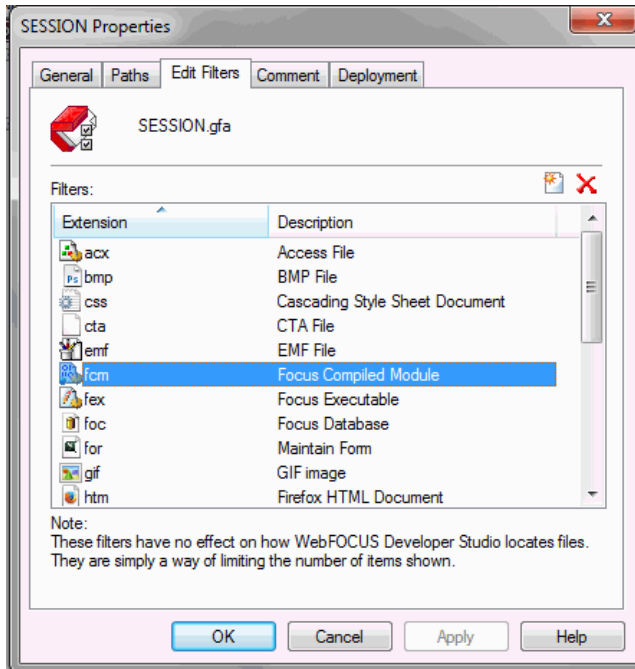 SESSION Properties
General Paths Edit Filters Comment Deployment
SESSION.gfa
Filters:
Extension Description
acx Access File
Ps bmp BMP File
css Cascading Style Sheet Document
cta CTA File
emf EMF File
fcm Focus Compiled Module
fex Focus Executable
foc Focus Database
for Maintain Form
gif GIF image
htm Firefox HTML Document
Note:
These filters have no effect on how WebFOCUS Developer Studio locates files.
They are simply a way of limiting the number of items shown.
OK Cancel Apply Help